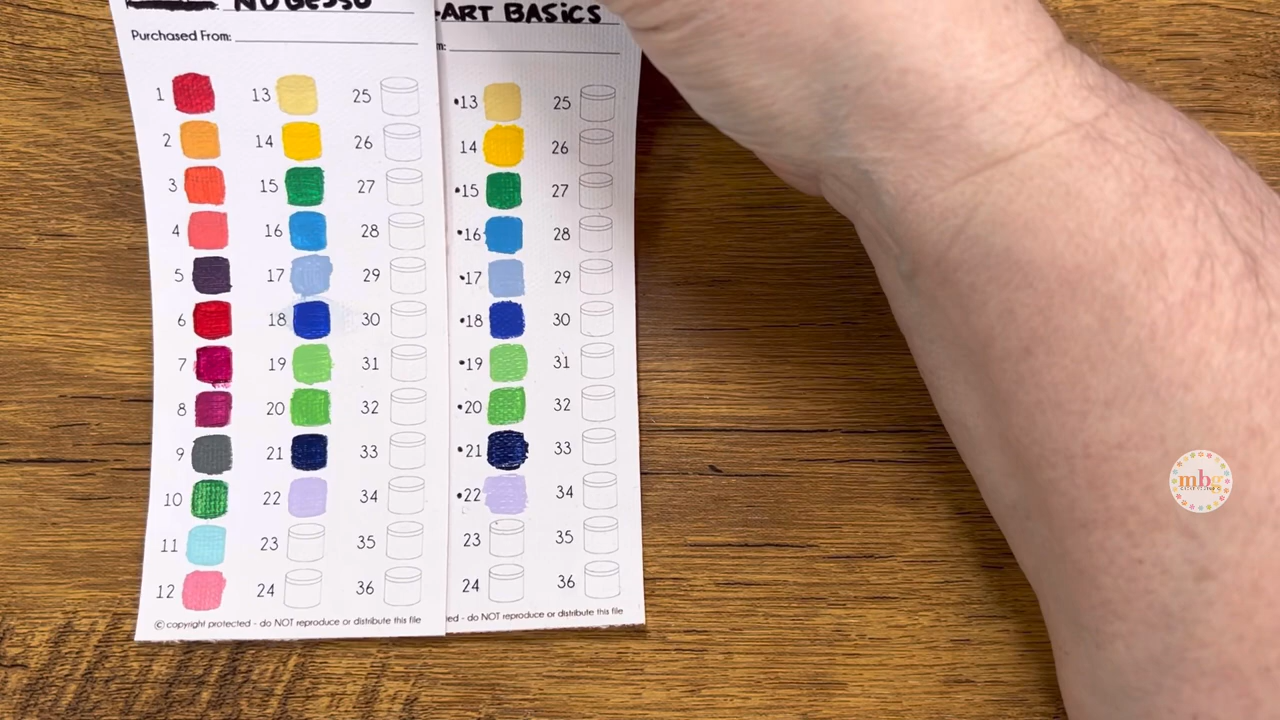 NO GESSO
Purchased From:
1 13 25
2 14 26
3 15 27
4 16 28
5 17 29
6 18 30
7 19 31
8 20 32
9 21 33
10 22 34
11 23 35
12 24 36
© copyright protected - do NOT reproduce or distribute this file
-ART BASICS
m:
•13 25
14 26
•15 27
•16 28
•17 29
•18 30
•19 31
•20 32
•21 33
•22 34
23 35
24 36
ed - do NOT reproduce or distribute this file
mbg